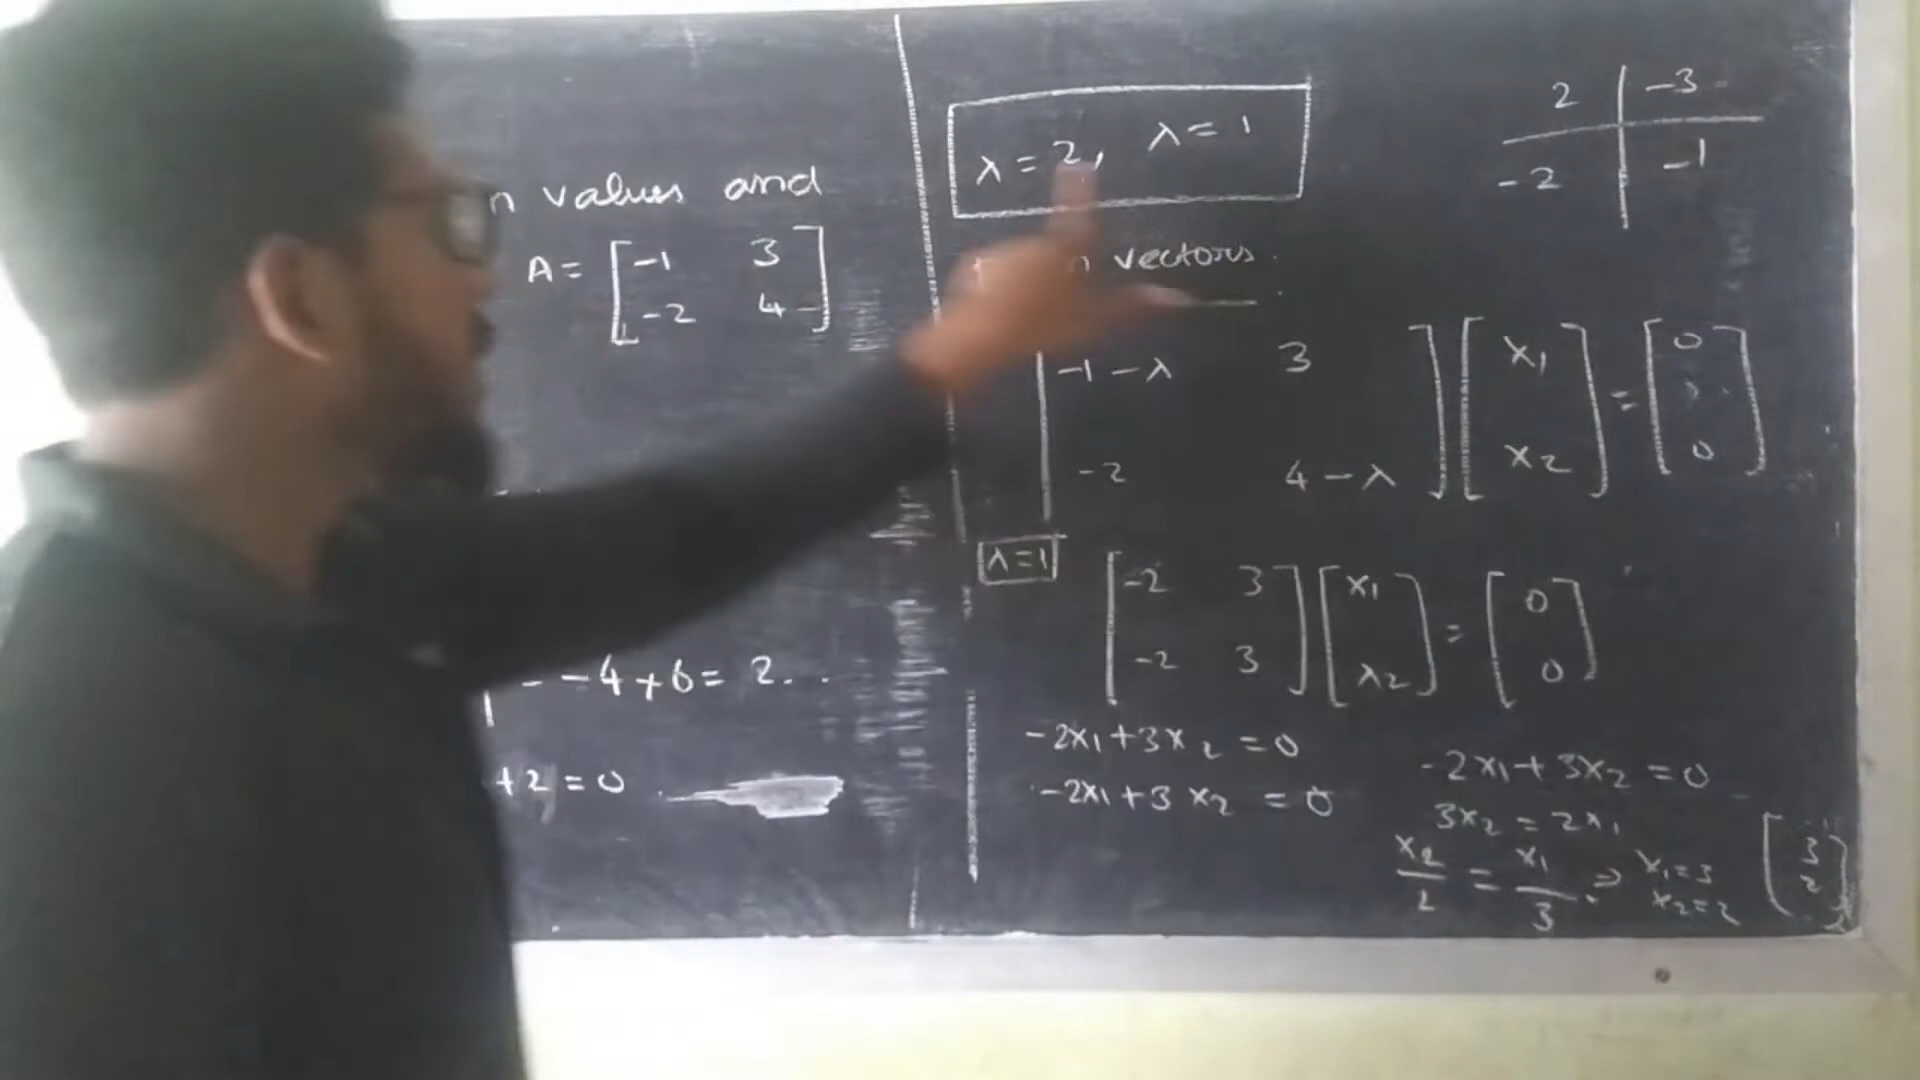 n values and
A = [ -1 3
-2 4 ]
- -4+6 = 2..
+2 = 0
λ = 2, λ = 1
2 | -3
-2 | -1
n vectors.
-1-λ 3 ] [ x1 ] = [ 0 ]
-2 4-λ ] [ x2 ] = [ 0 ]
λ=1
[ -2 3 ] [ x1 ] = [ 0 ]
[ -2 3 ] [ λ2 ] = [ 0 ]
-2x1+3x2 = 0
-2x1+3x2 = 0
-2x1+3x2 = 0
3x2 = 2x1
x2/2 = x1/3 ⇒ x1=3
x2=2
[ 3
2 ]